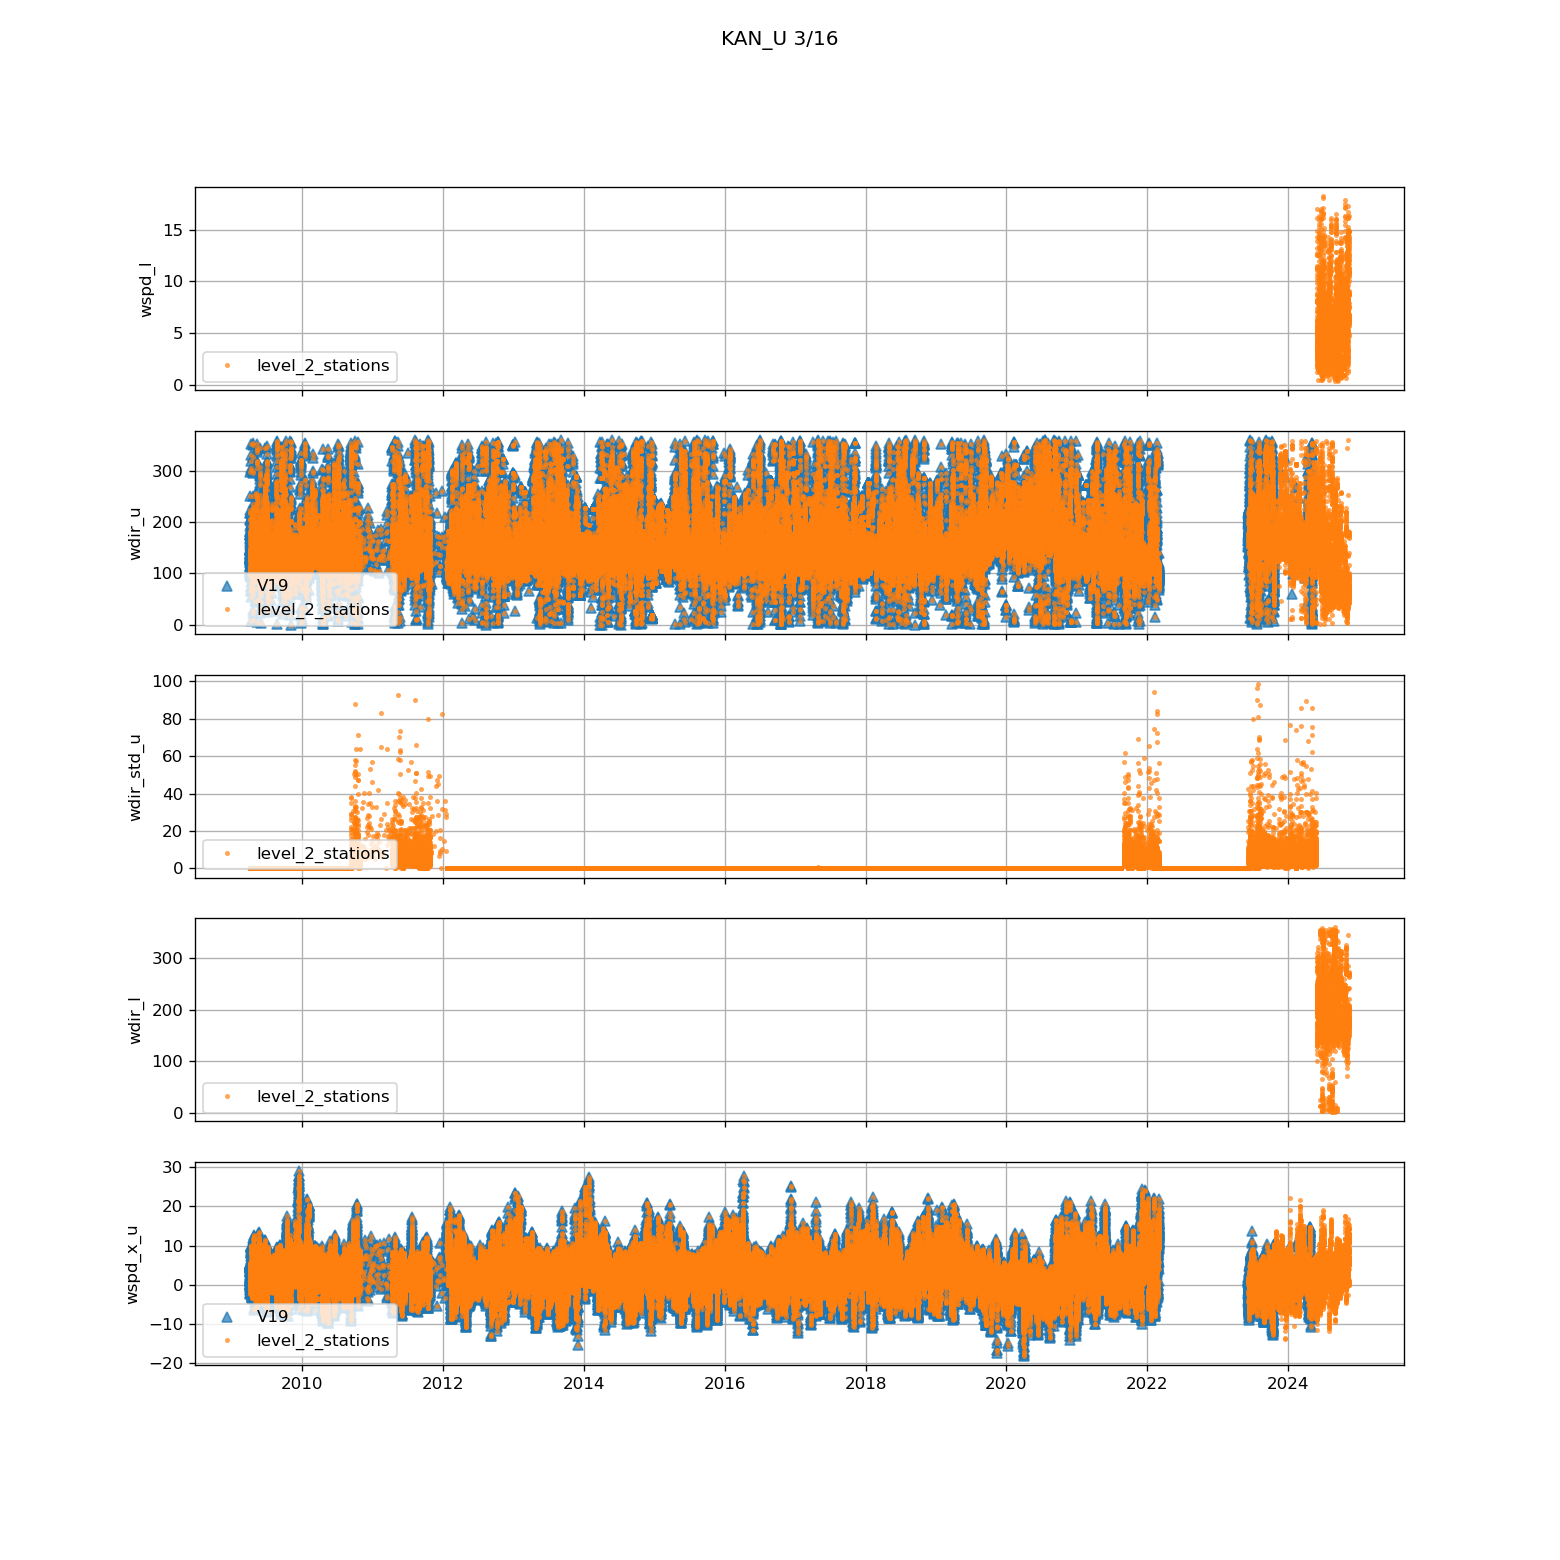 KAN_U 3/16
wspd_l
15
10
5
0
level_2_stations
wdir_u
300
200
100
0
V19
level_2_stations
wdir_std_u
100
80
60
40
20
0
level_2_stations
wdir_l
300
200
100
0
level_2_stations
wspd_x_u
30
20
10
0
−10
−20
V19
level_2_stations
2010 2012 2014 2016 2018 2020 2022 2024